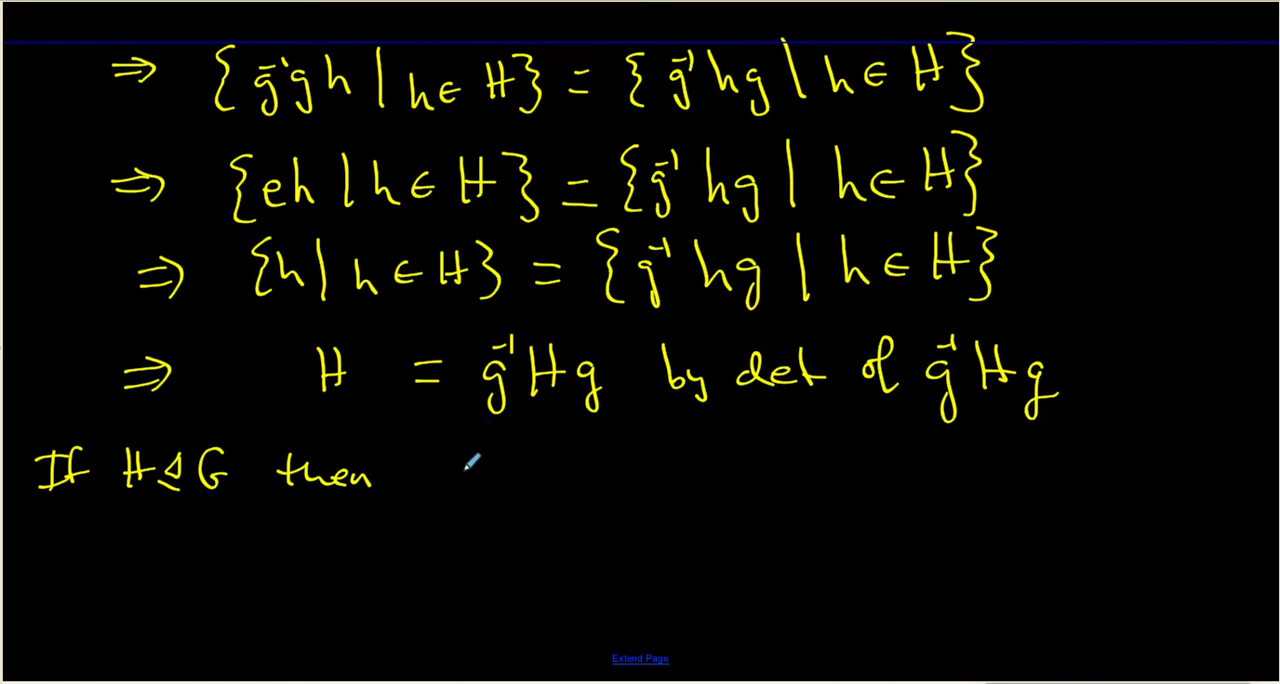 ⇒ {g⁻¹gh | h ∈ H} = {g⁻¹hg | h ∈ H}
⇒ {eh | h ∈ H} = {g⁻¹hg | h ∈ H}
⇒ {h | h ∈ H} = {g⁻¹hg | h ∈ H}
⇒ H = g⁻¹Hg by def of g⁻¹Hg
If H ⊴ G then
Extend Page